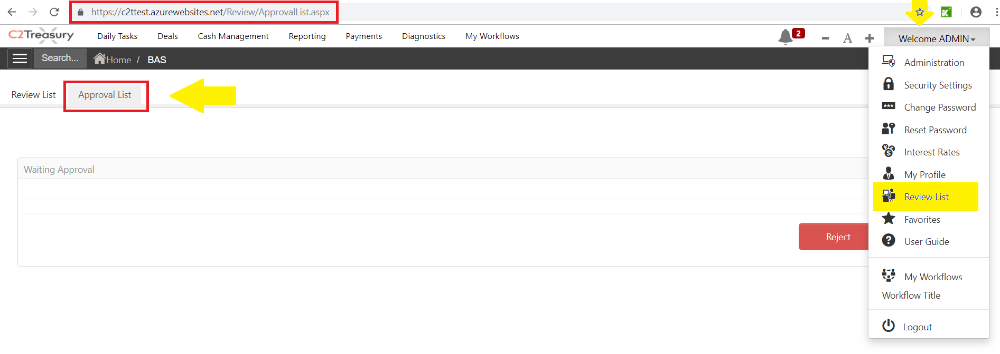 https://c2ttest.azurewebsites.net/Review/ApprovalList.aspx
C2Treasury
Daily Tasks Deals Cash Management Reporting Payments Diagnostics My Workflows
2
A
Welcome ADMIN
Search...
Home / BAS
Review List
Approval List
Waiting Approval
Reject
Administration
Security Settings
Change Password
Reset Password
Interest Rates
My Profile
Review List
Favorites
User Guide
My Workflows
Workflow Title
Logout